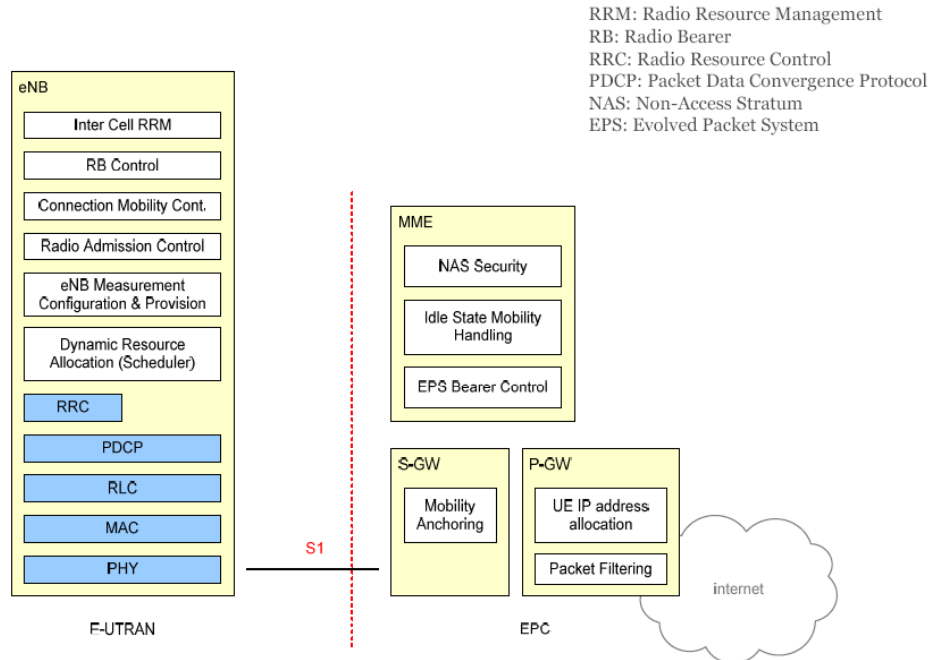 RRM: Radio Resource Management
RB: Radio Bearer
RRC: Radio Resource Control
PDCP: Packet Data Convergence Protocol
NAS: Non-Access Stratum
EPS: Evolved Packet System
eNB
Inter Cell RRM
RB Control
Connection Mobility Cont.
Radio Admission Control
eNB Measurement
Configuration & Provision
Dynamic Resource
Allocation (Scheduler)
RRC
PDCP
RLC
MAC
PHY
S1
MME
NAS Security
Idle State Mobility
Handling
EPS Bearer Control
S-GW
Mobility
Anchoring
P-GW
UE IP address
allocation
Packet Filtering
internet
E-UTRAN
EPC